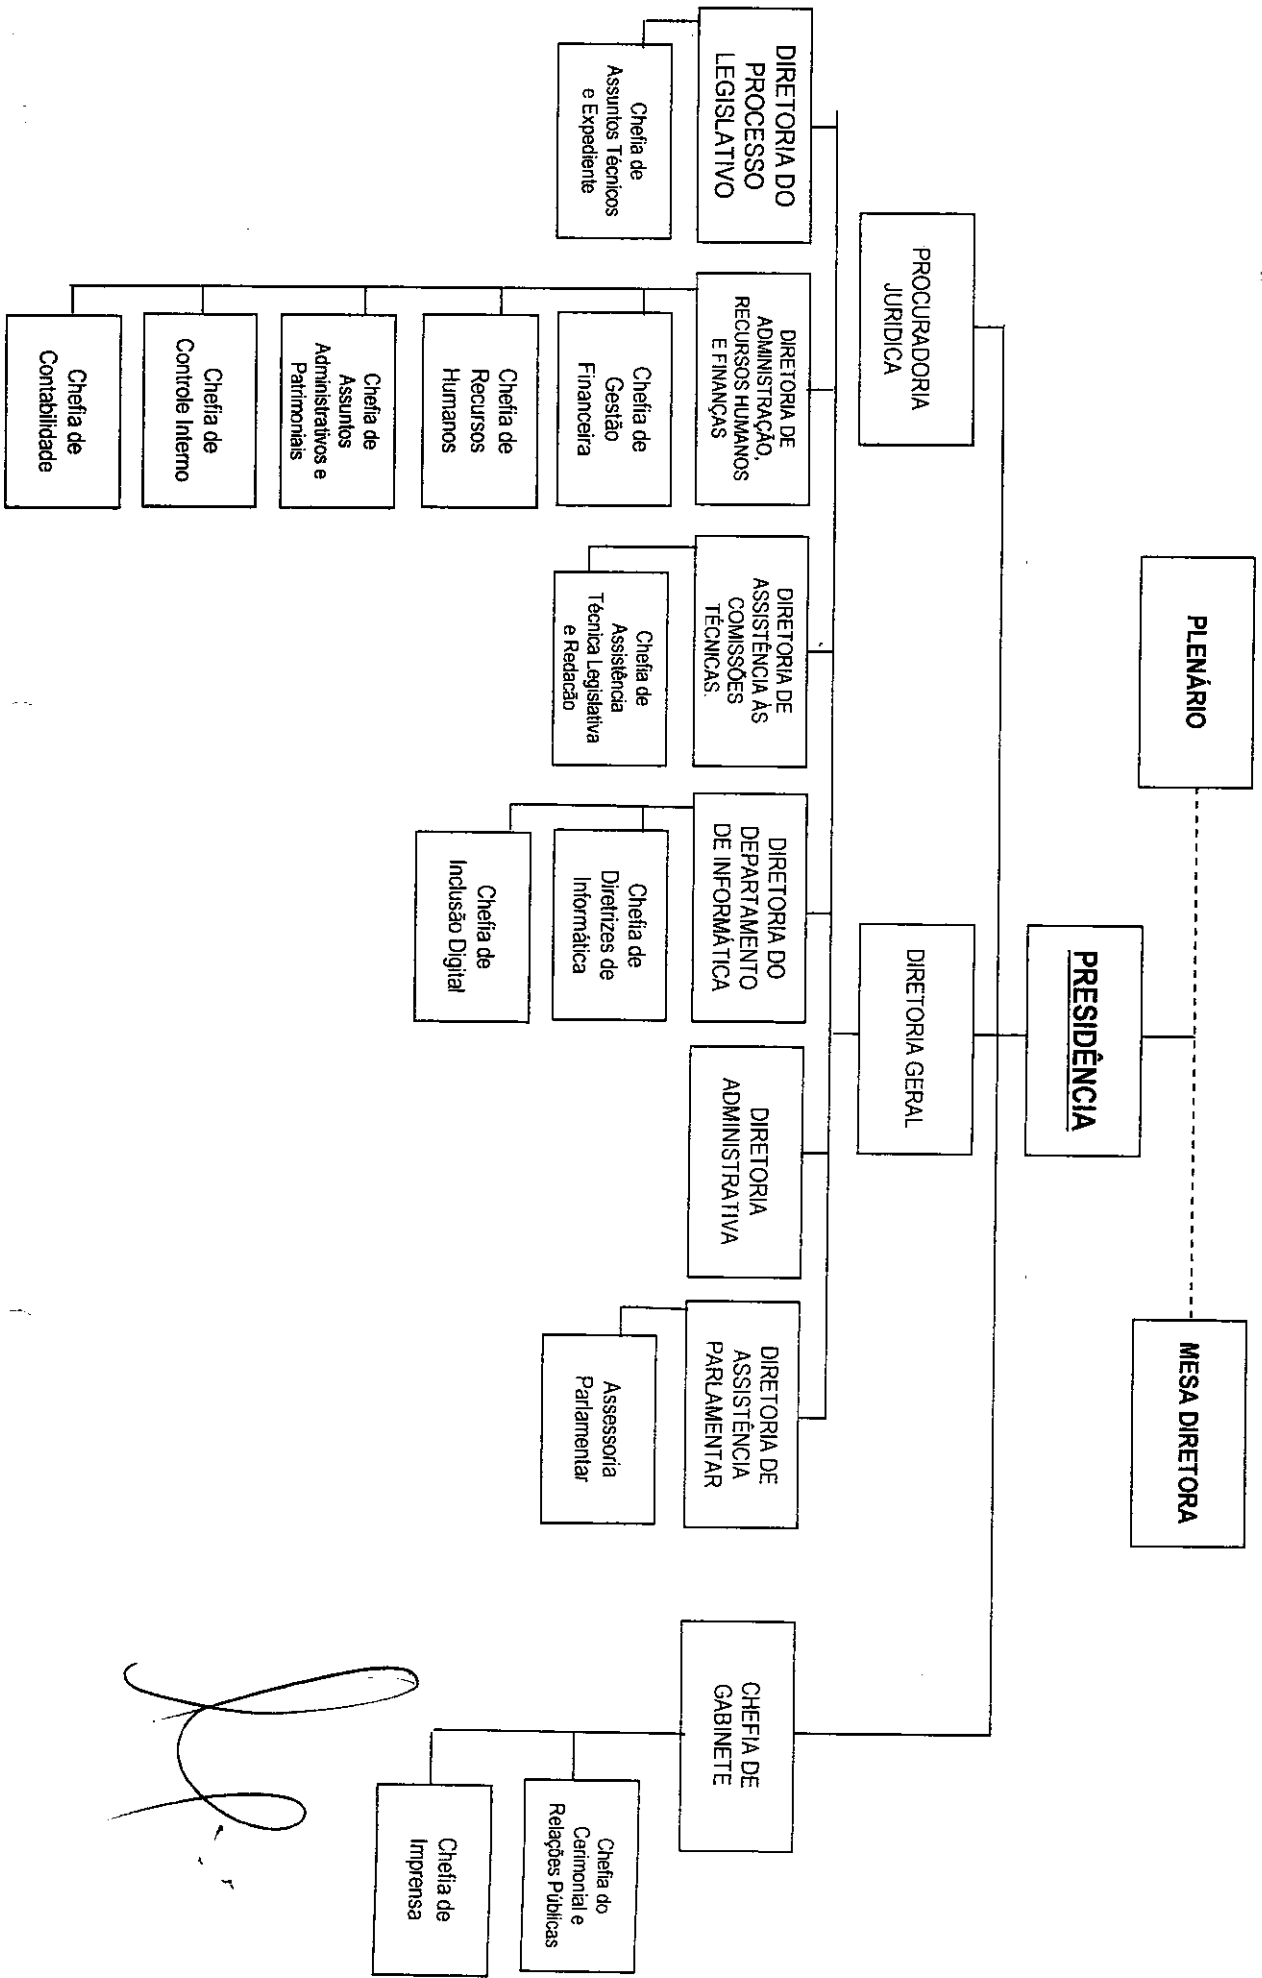 PLENÁRIO
MESA DIRETORA
PRESIDÊNCIA
PROCURADORIA
JURIDICA
DIRETORIA GERAL
DIRETORIA DO
PROCESSO
LEGISLATIVO
Chefia de
Assuntos Técnicos
e Expediente
DIRETORIA DE
ADMINISTRAÇÃO,
RECURSOS HUMANOS
E FINANÇAS
Chefia de
Gestão
Financeira
Chefia de
Recursos
Humanos
Chefia de
Assuntos
Administrativos e
Patrimoniais
Chefia de
Controle Interno
Chefia de
Contabilidade
DIRETORIA DE
ASSISTÊNCIA ÀS
COMISSÕES
TÉCNICAS.
Chefia de
Assistência
Técnica Legislativa
e Redacão
DIRETORIA DO
DEPARTAMENTO
DE INFORMÁTICA
Chefia de
Diretrizes de
Informática
Chefia de
Inclusão Digital
DIRETORIA
ADMINISTRATIVA
DIRETORIA DE
ASSISTÊNCIA
PARLAMENTAR
Assessoria
Parlamentar
CHEFIA DE
GABINETE
Chefia do
Cerimonial e
Relações Públicas
Chefia de
Imprensa